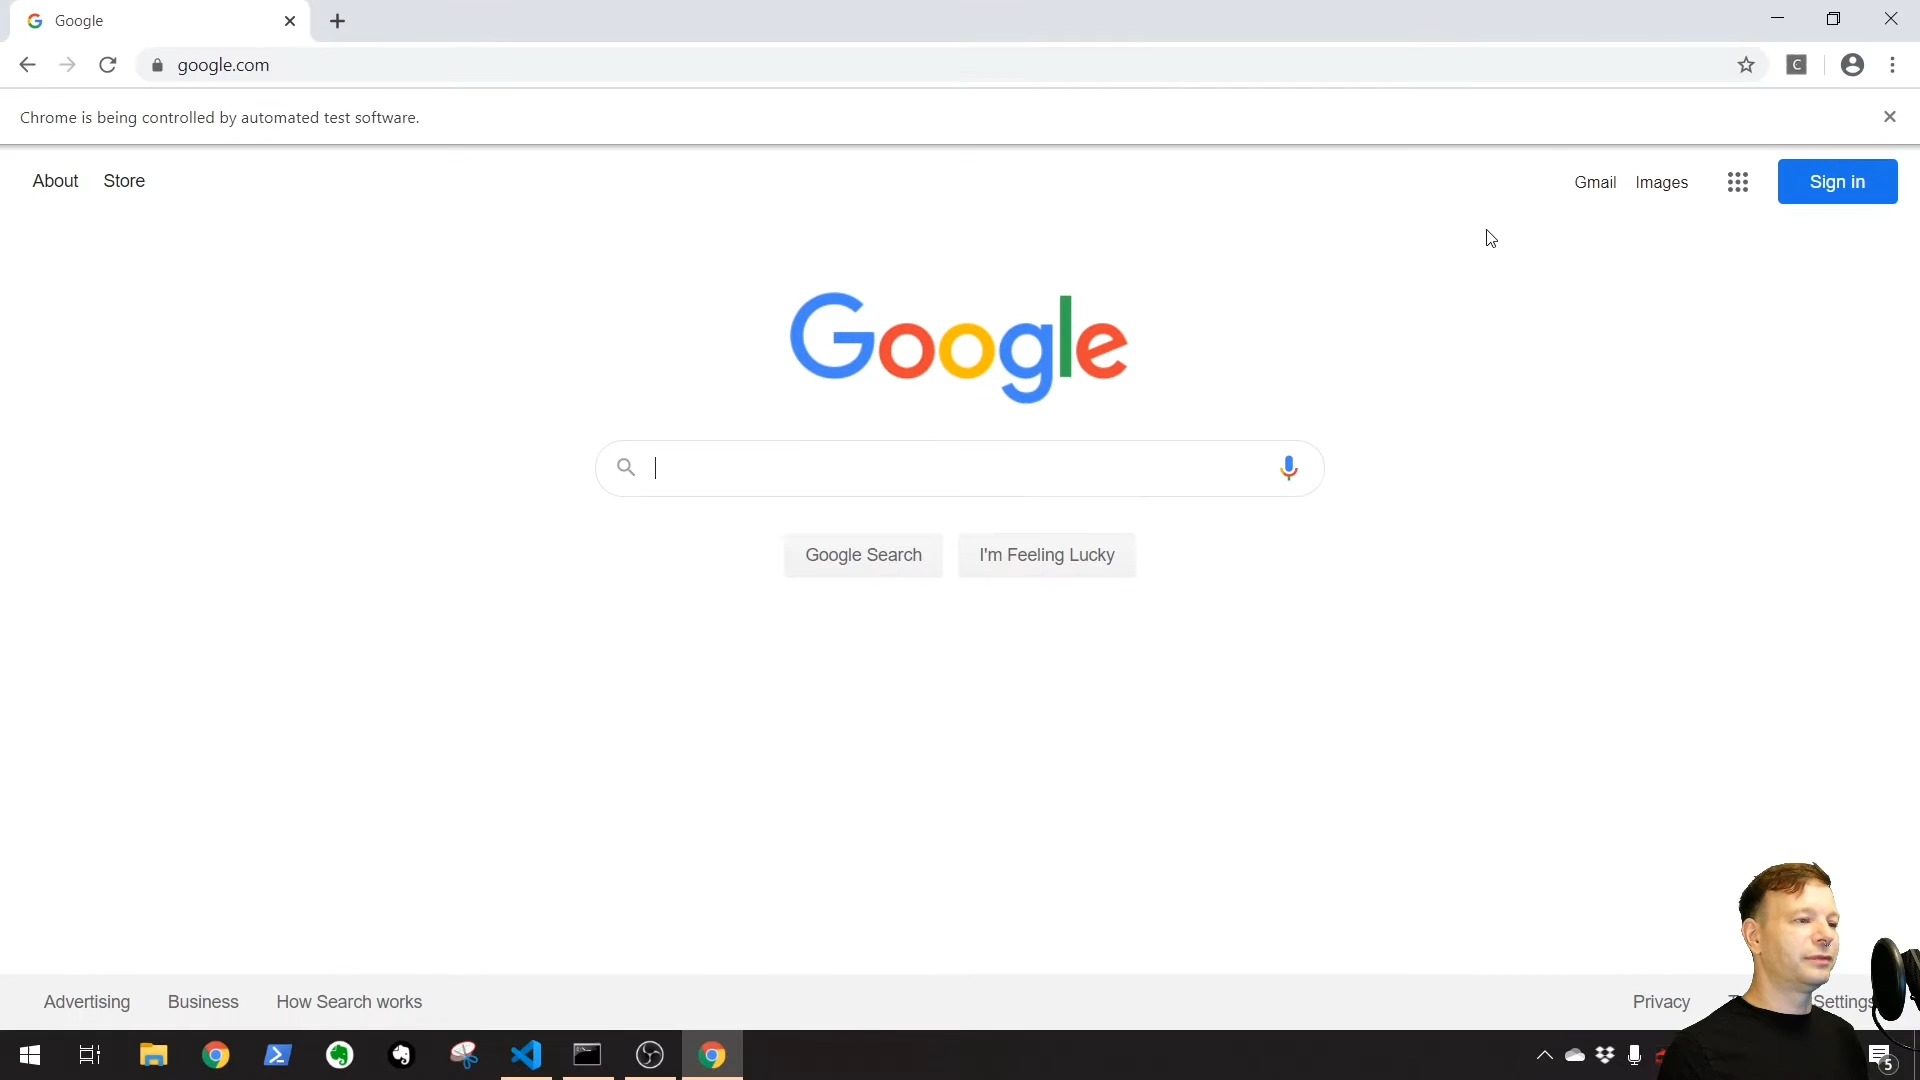 Google
google.com
C
Chrome is being controlled by automated test software.
About Store
Gmail Images Sign in
Google
Google Search I'm Feeling Lucky
Advertising Business How Search works
Privacy Settings
5